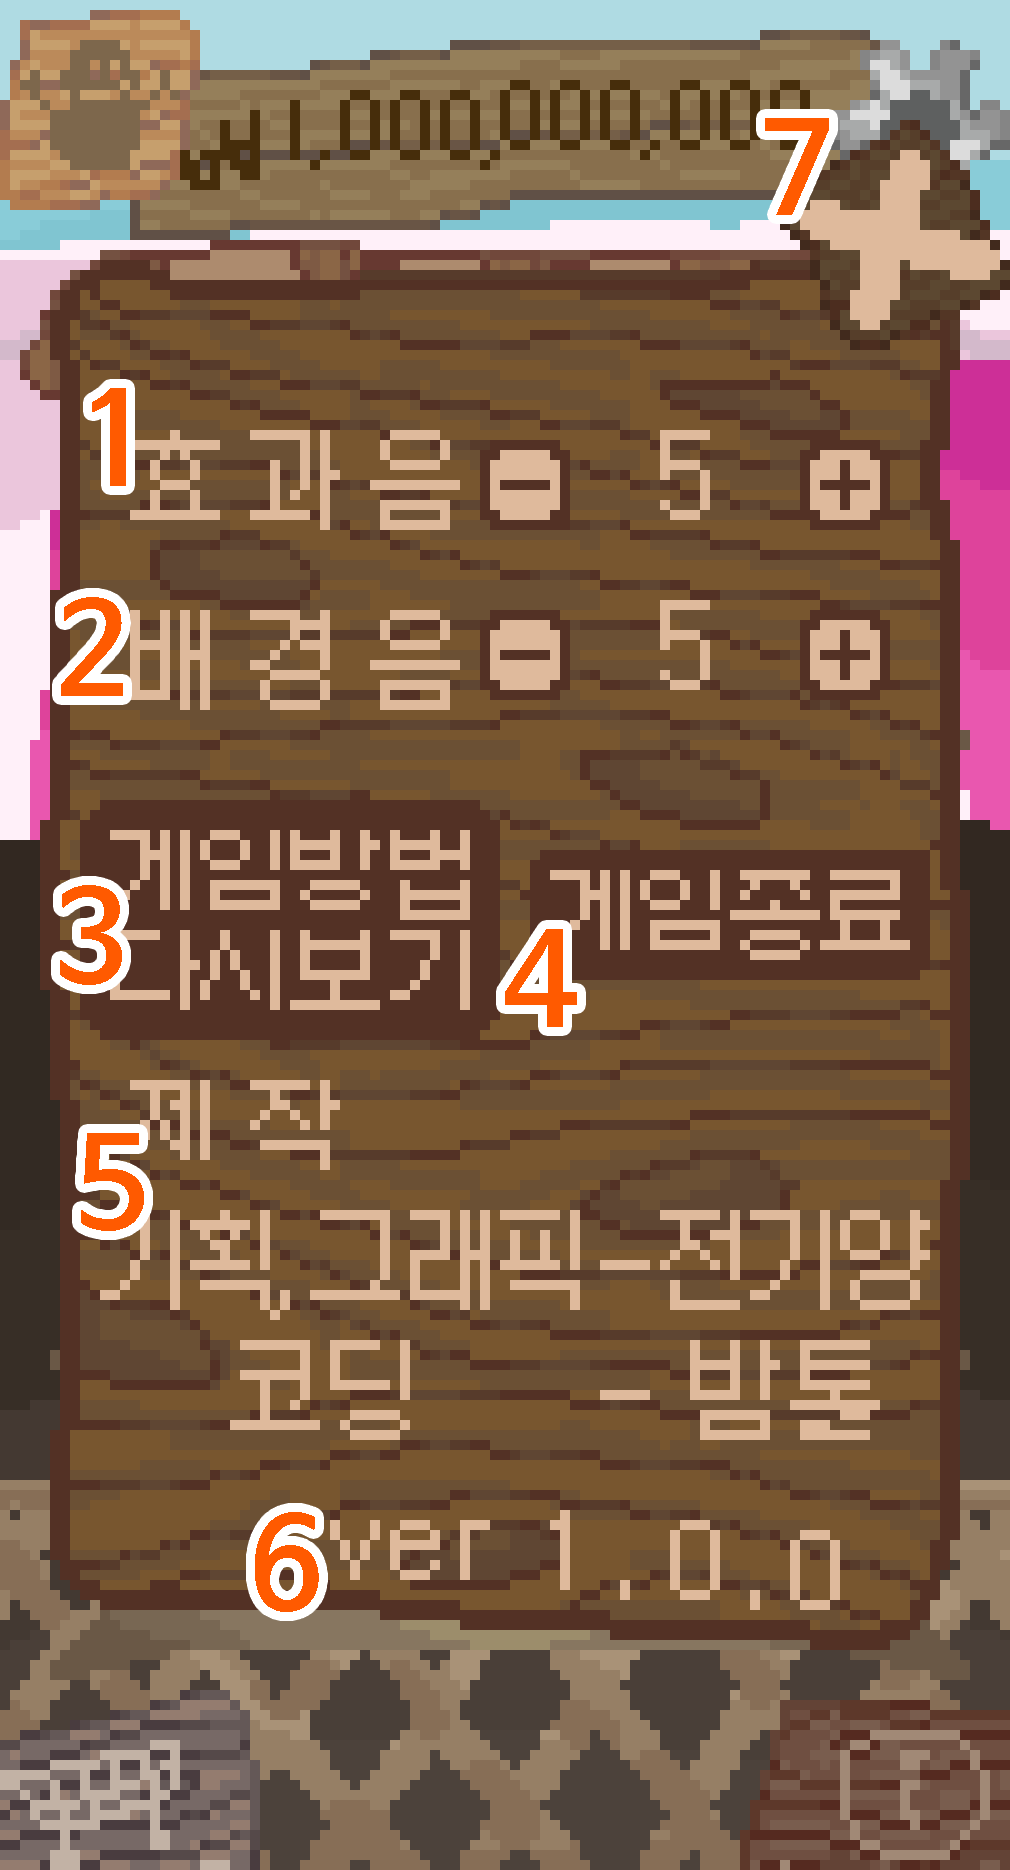 ₩1,000,000,000
7
1 효과음 - 5 +
2 배경음 - 5 +
3 게임방법
다시보기
4 게임종료
5 제작
기획,그래픽-전기양
코딩 - 밤톨
6 ver 1.0.0